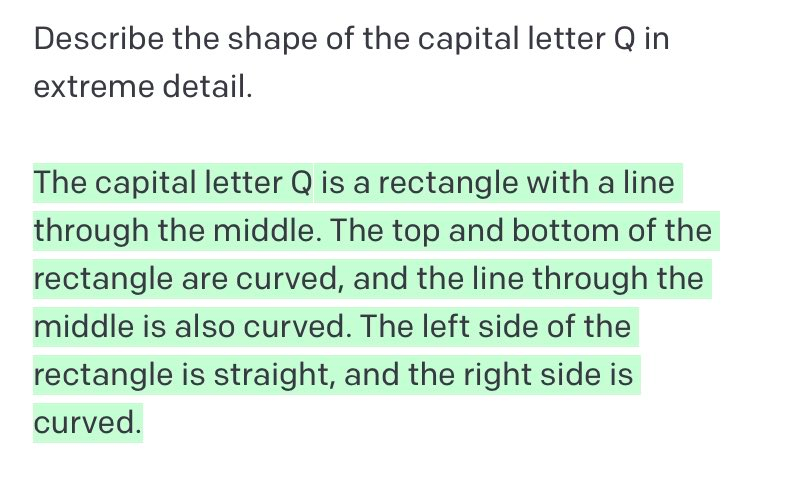 Describe the shape of the capital letter Q in
extreme detail.
The capital letter Q is a rectangle with a line
through the middle. The top and bottom of the
rectangle are curved, and the line through the
middle is also curved. The left side of the
rectangle is straight, and the right side is
curved.